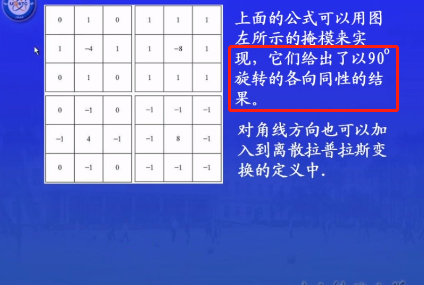 0 1 0 1 1 1
1 −4 1 1 −8 1
0 1 0 1 1 1
0 −1 0 −1 −1 −1
−1 4 −1 −1 8 −1
0 −1 0 −1 −1 −1
上面的公式可以用图
左所示的掩模来实
现，它们给出了以90°
旋转的各向同性的结
果。
对角线方向也可以加
入到离散拉普拉斯变
换的定义中.